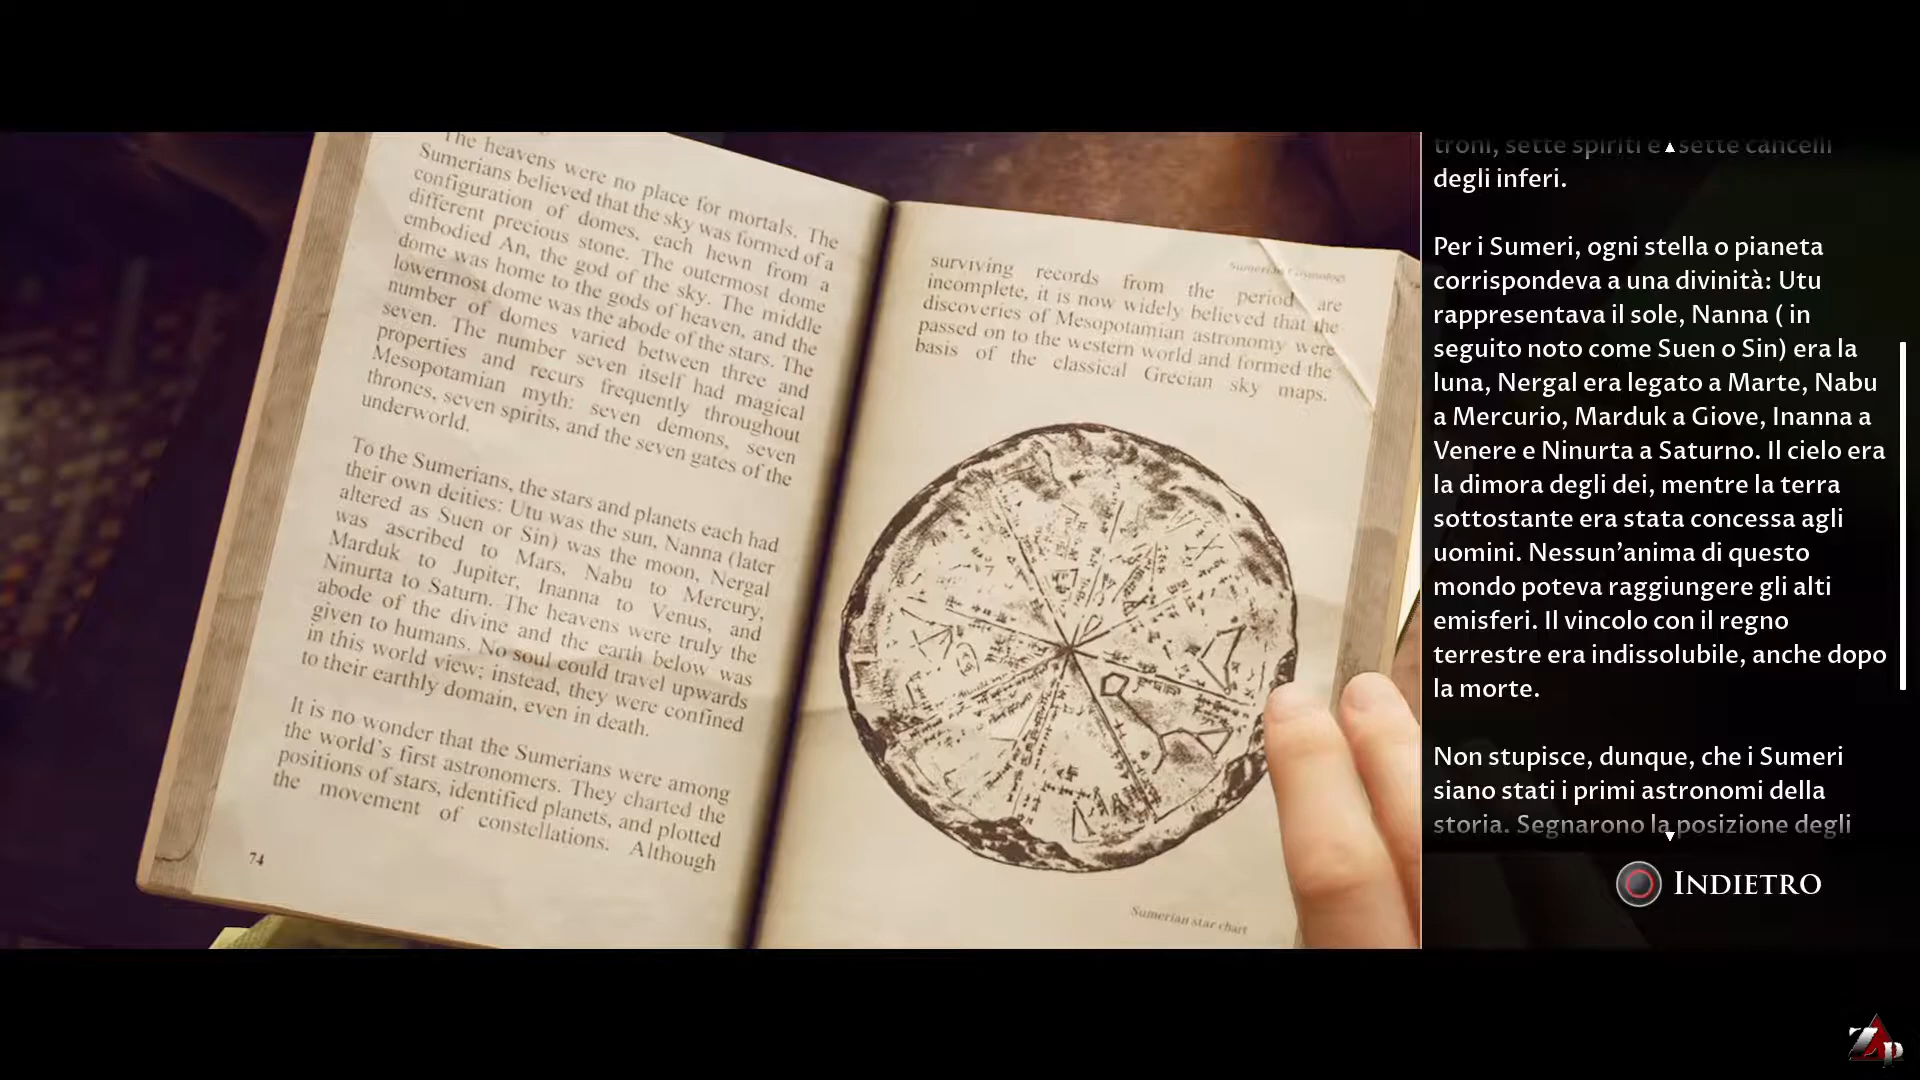 The heavens were no place for mortals. The
Sumerians believed that the sky was formed of a
configuration of domes, each hewn from a
different precious stone. The outermost dome
embodied An, the god of the sky. The middle
dome was home to the gods of heaven, and the
lowermost dome was the abode of the stars. The
number of domes varied between three and
seven. The number seven itself had magical
properties and recurs frequently throughout
Mesopotamian myth: seven demons, seven
thrones, seven spirits, and the seven gates of the
underworld.
To the Sumerians, the stars and planets each had
their own deities: Utu was the sun, Nanna (later
altered as Suen or Sin) was the moon, Nergal
was ascribed to Mars, Nabu to Mercury,
Marduk to Jupiter, Inanna to Venus, and
Ninurta to Saturn. The heavens were truly the
abode of the divine and the earth below was
given to humans. No soul could travel upwards
in this world view; instead, they were confined
to their earthly domain, even in death.
It is no wonder that the Sumerians were among
the world's first astronomers. They charted the
positions of stars, identified planets, and plotted
the movement of constellations. Although
74
Sumerian Cosmology
surviving records from the period are
incomplete, it is now widely believed that the
discoveries of Mesopotamian astronomy were
passed on to the western world and formed the
basis of the classical Grecian sky maps.
Sumerian star chart
troni, sette spiriti e sette cancelli
degli inferi.
Per i Sumeri, ogni stella o pianeta
corrispondeva a una divinità: Utu
rappresentava il sole, Nanna ( in
seguito noto come Suen o Sin) era la
luna, Nergal era legato a Marte, Nabu
a Mercurio, Marduk a Giove, Inanna a
Venere e Ninurta a Saturno. Il cielo era
la dimora degli dei, mentre la terra
sottostante era stata concessa agli
uomini. Nessun'anima di questo
mondo poteva raggiungere gli alti
emisferi. Il vincolo con il regno
terrestre era indissolubile, anche dopo
la morte.
Non stupisce, dunque, che i Sumeri
siano stati i primi astronomi della
storia. Segnarono la posizione degli
INDIETRO
ZAp